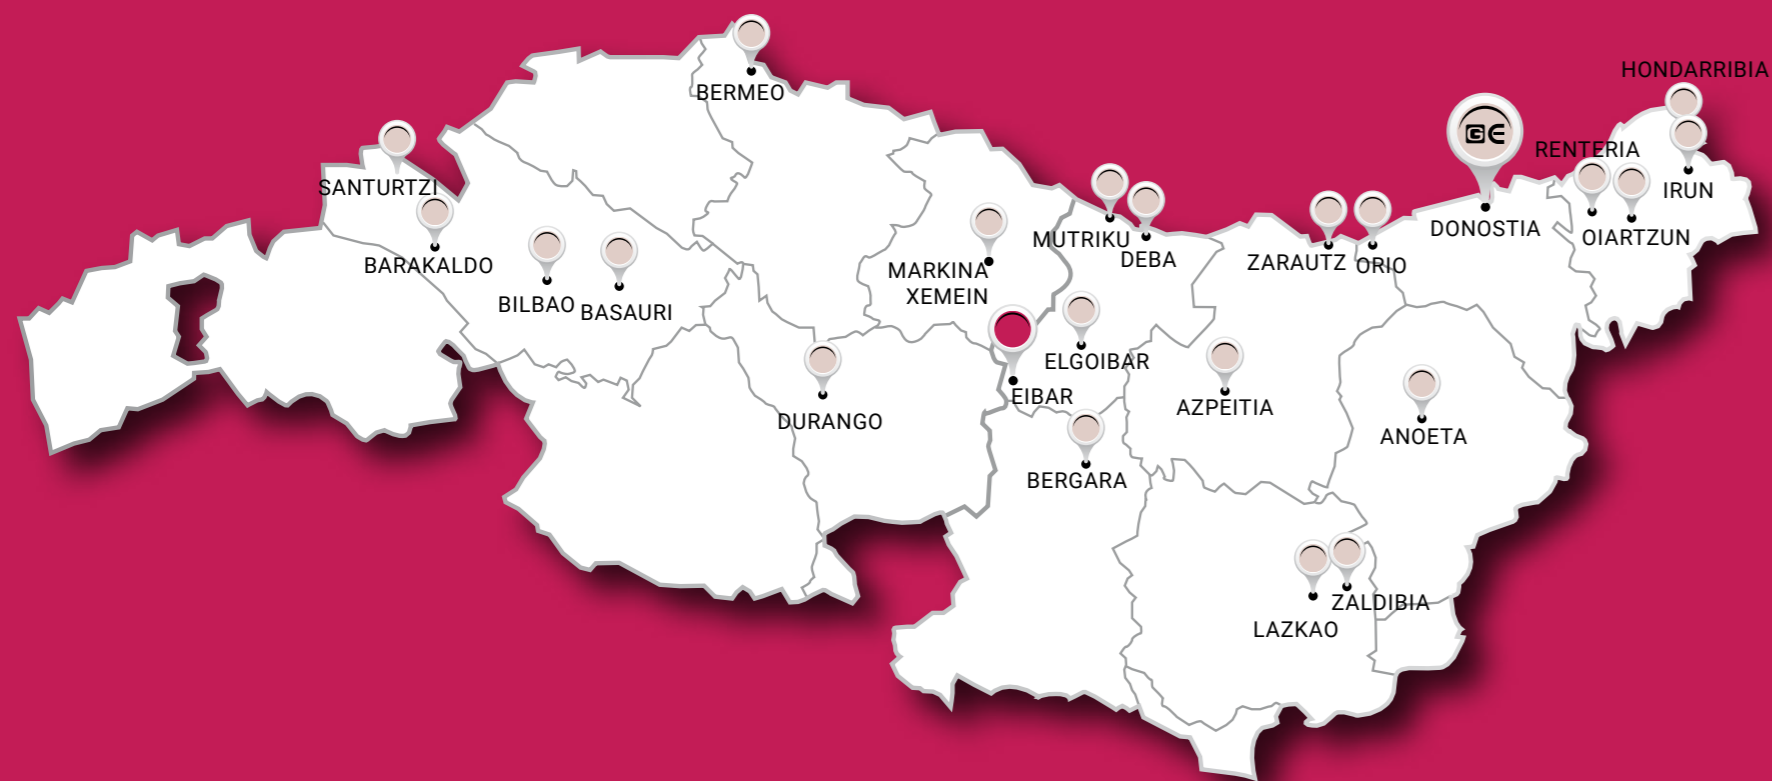 HONDARRIBIA
BERMEO
GE
RENTERIA
SANTURTZI
IRUN
DONOSTIA
OIARTZUN
MUTRIKU
DEBA
ZARAUTZ
ORIO
BARAKALDO
MARKINA
XEMEIN
BILBAO
BASAURI
ELGOIBAR
EIBAR
AZPEITIA
DURANGO
ANOETA
BERGARA
ZALDIBIA
LAZKAO